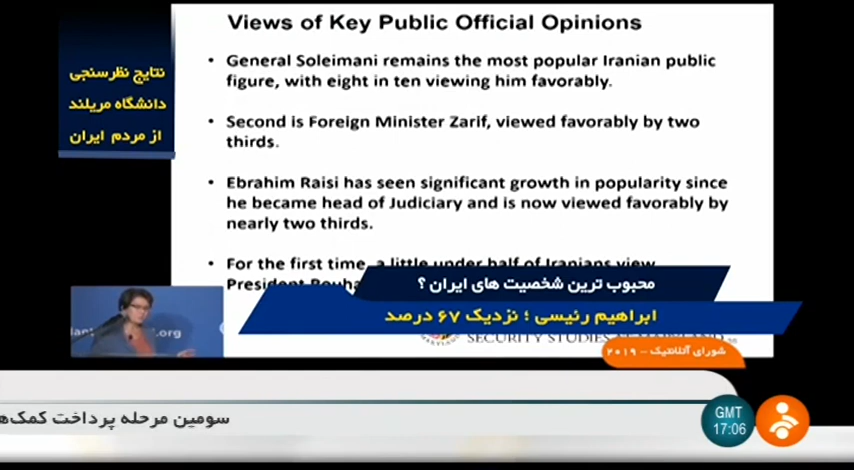 Views of Key Public Official Opinions
• General Soleimani remains the most popular Iranian public
figure, with eight in ten viewing him favorably.
• Second is Foreign Minister Zarif, viewed favorably by two
thirds.
• Ebrahim Raisi has seen significant growth in popularity since
he became head of Judiciary and is now viewed favorably by
nearly two thirds.
• For the first time, a little under half of Iranians view
President
نتایج نظرسنجی
دانشگاه مریلند
از مردم ایران
.org
محبوب ترین شخصیت های ایران ؟
ابراهیم رئیسی ؛ نزدیک ۶۷ درصد
SECURITY STUDIES
شورای آتلانتیک - ۲۰۱۹
سومین مرحله پرداخت کمک‌ه
GMT
17:06